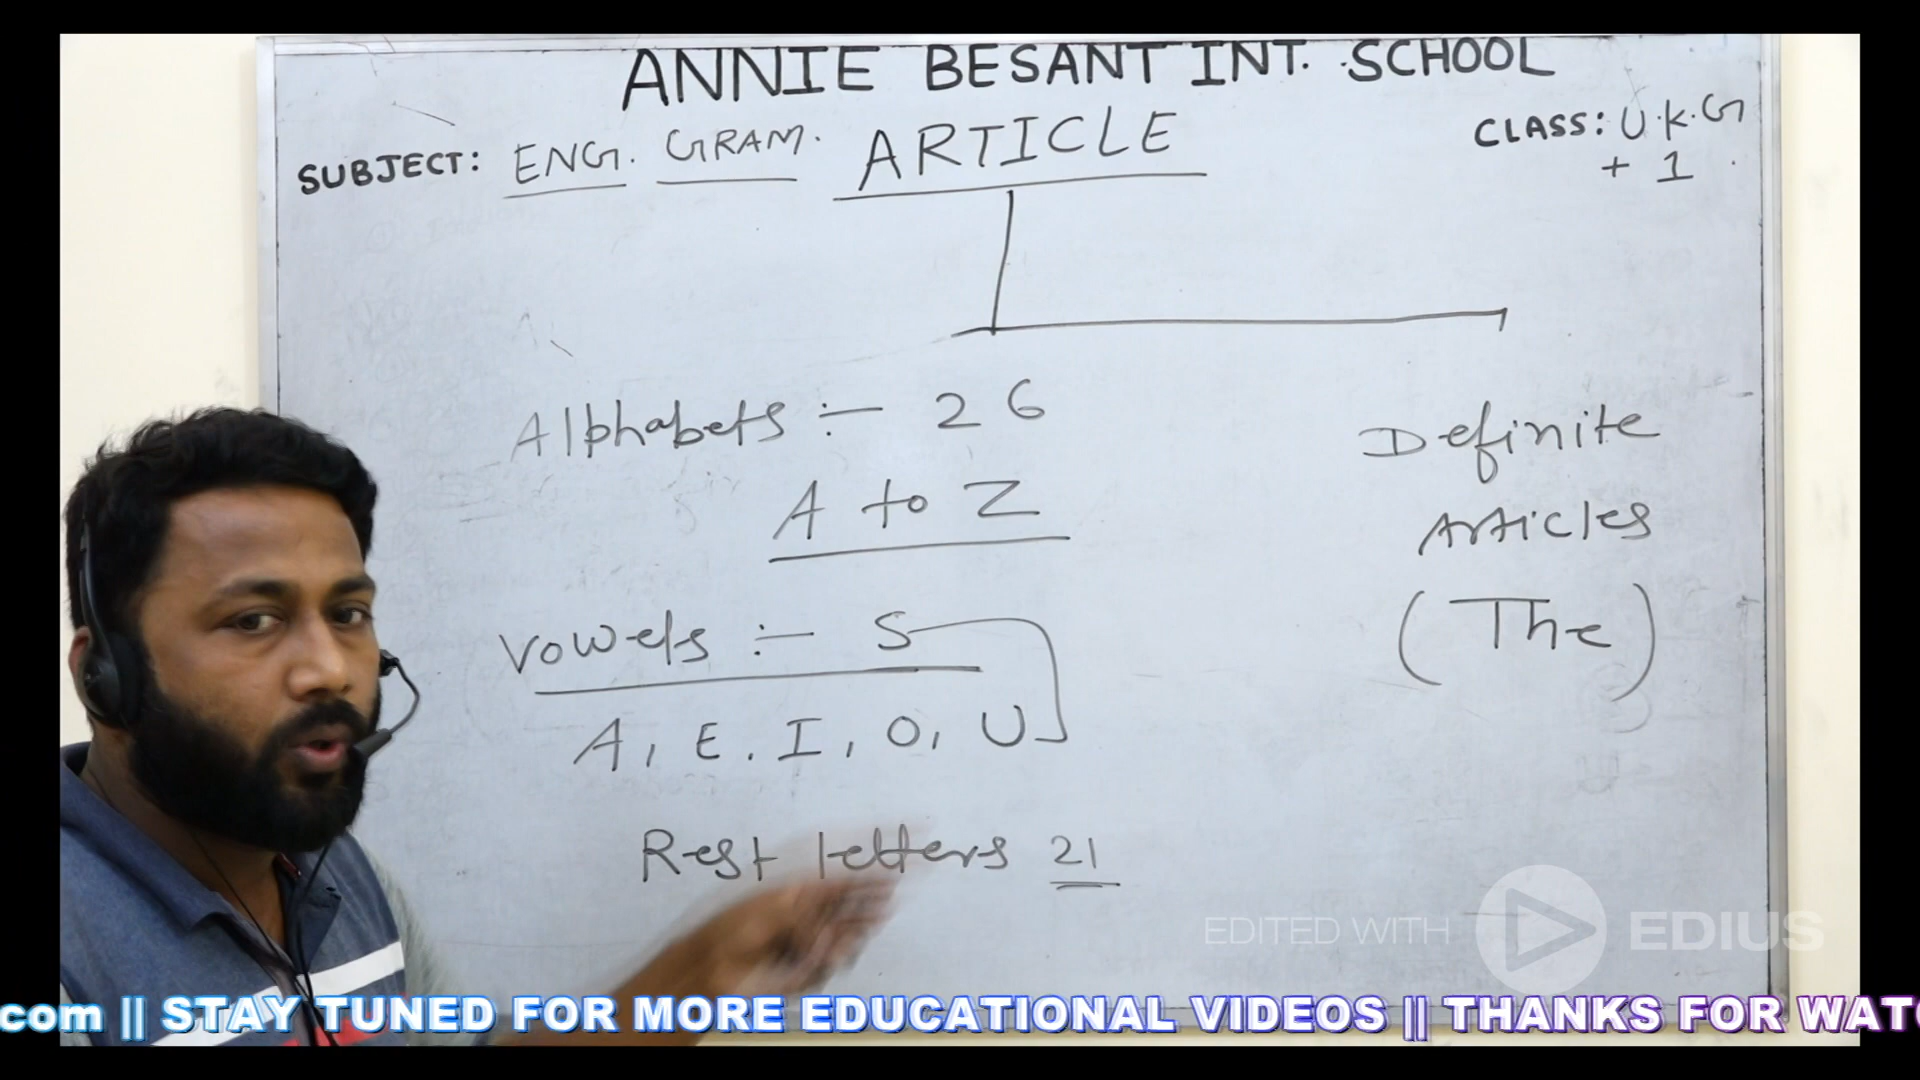 ANNIE BESANT INT. SCHOOL
SUBJECT: ENG. GRAM.
ARTICLE
CLASS: U.K.G
+ 1
Alphabets :- 26
A to Z
Vowels :- 5
A, E, I, O, U
Rest letters 21
Definite
Articles
(The)
EDITED WITH EDIUS
com || STAY TUNED FOR MORE EDUCATIONAL VIDEOS || THANKS FOR WATC